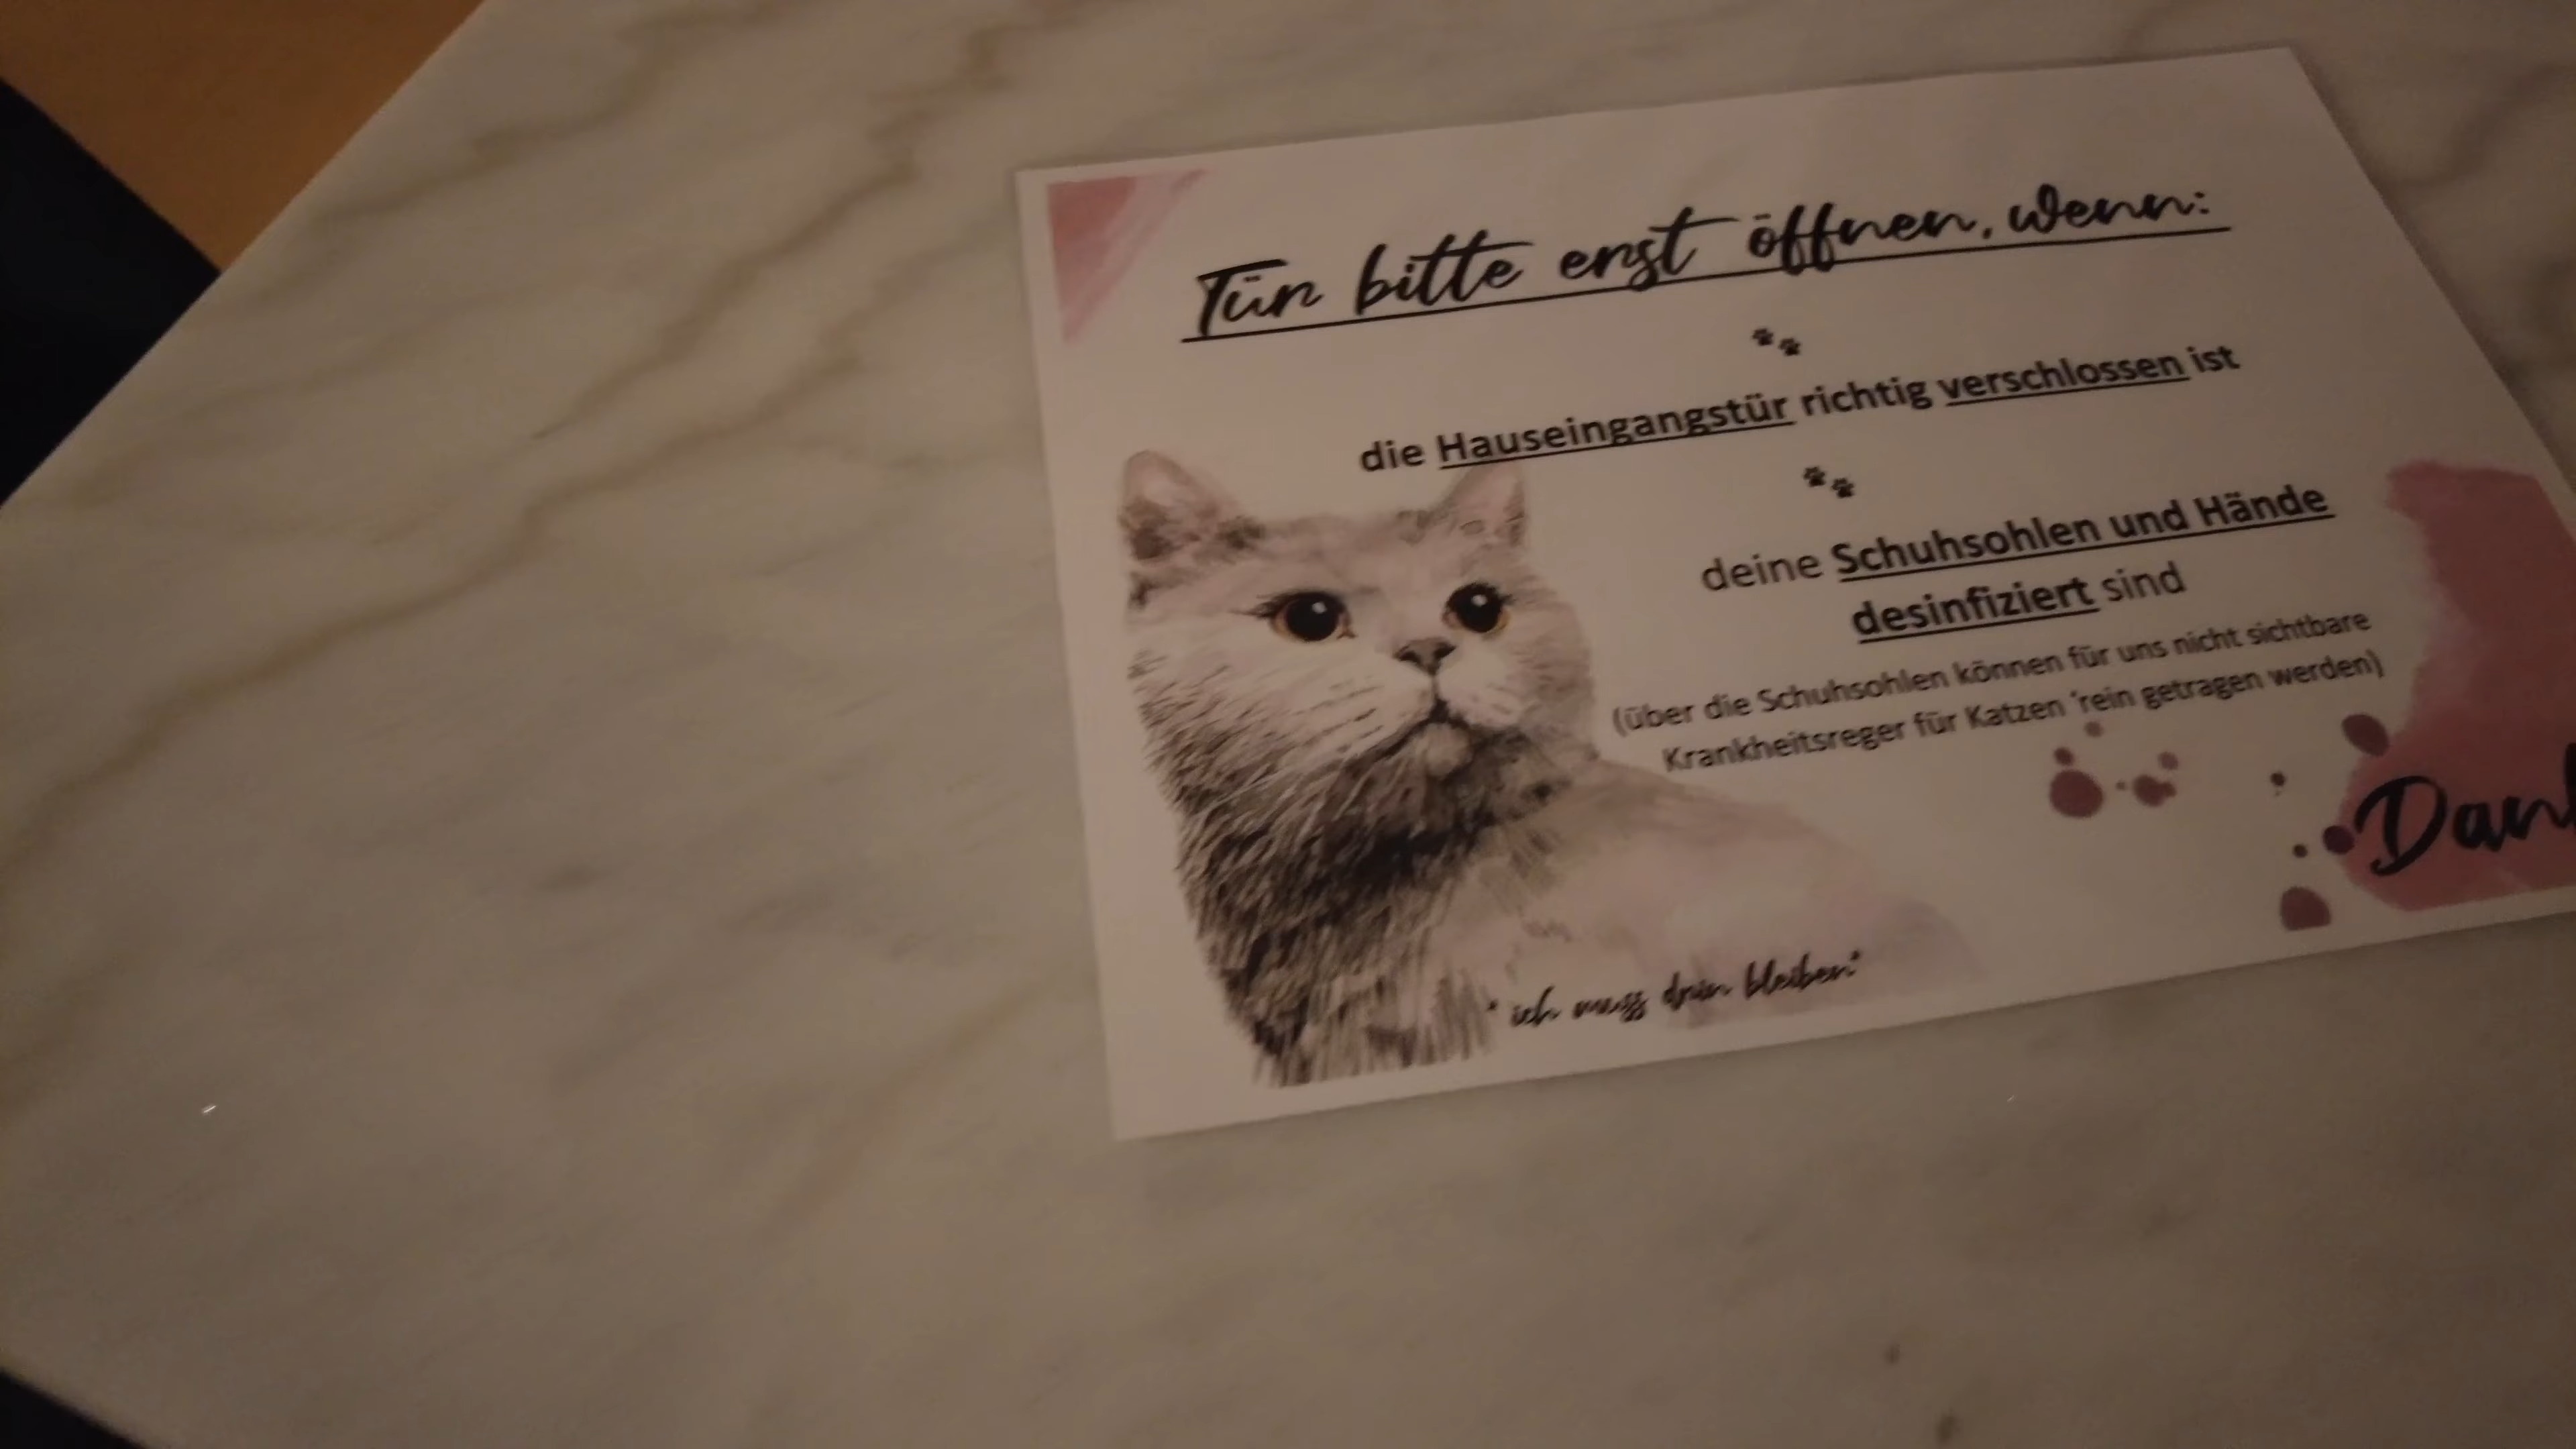 Tür bitte erst öffnen, wenn:
die Hauseingangstür richtig verschlossen ist
deine Schuhsohlen und Hände
desinfiziert sind
(über die Schuhsohlen können für uns nicht sichtbare
Krankheitsreger für Katzen 'rein getragen werden)
Dank
"ich muss drin bleiben"